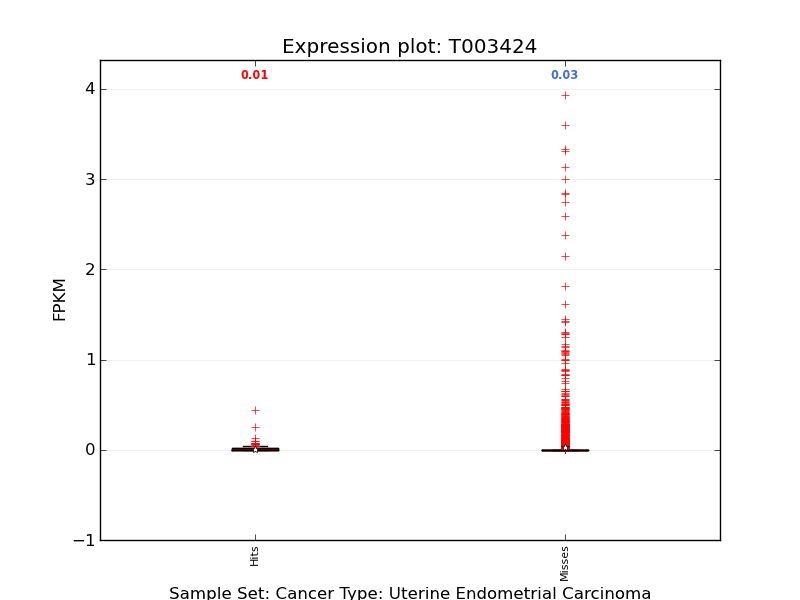 Expression plot: T003424
0.01
0.03
4
3
2
1
0
−1
FPKM
Hits
Misses
Sample Set: Cancer Type: Uterine Endometrial Carcinoma